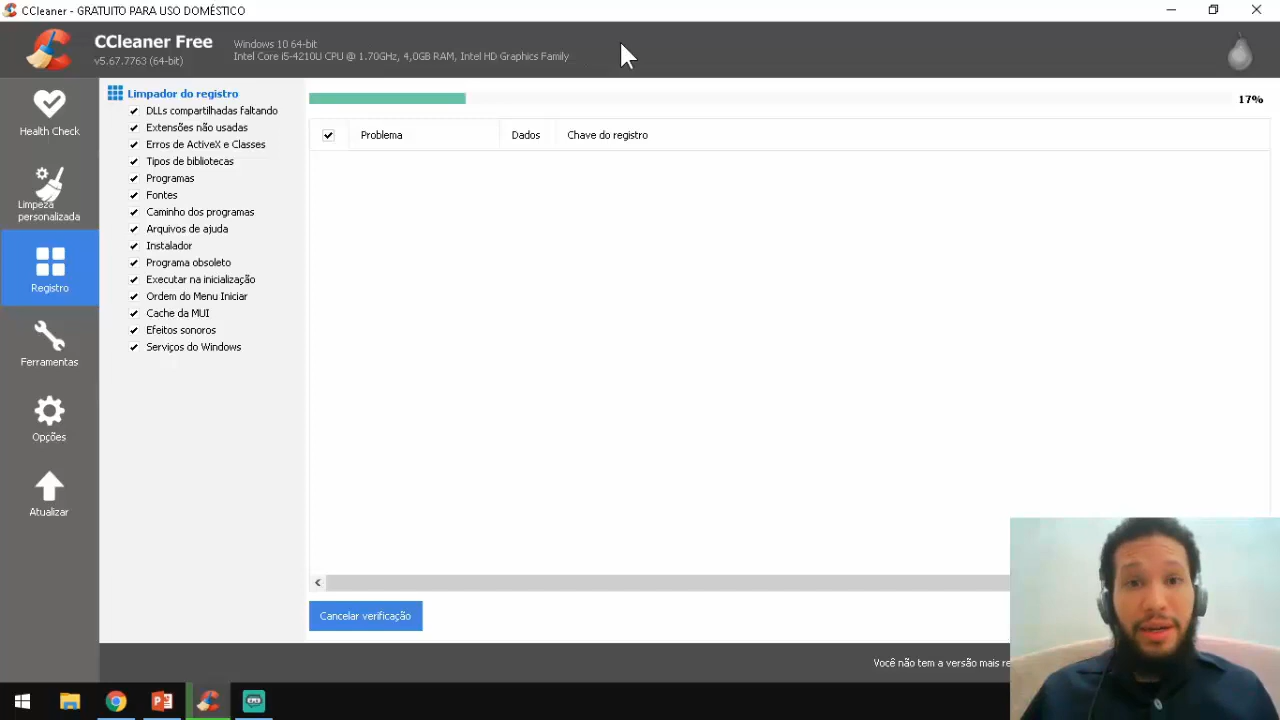 CCleaner - GRATUITO PARA USO DOMÉSTICO
CCleaner Free
v5.67.7763 (64-bit)
Windows 10 64-bit
Intel Core i5-4210U CPU @ 1.70GHz, 4,0GB RAM, Intel HD Graphics Family
Health Check
Limpeza
personalizada
Registro
Ferramentas
Opções
Atualizar
Limpador do registro
DLLs compartilhadas faltando
Extensões não usadas
Erros de ActiveX e Classes
Tipos de bibliotecas
Programas
Fontes
Caminho dos programas
Arquivos de ajuda
Instalador
Programa obsoleto
Executar na inicialização
Ordem do Menu Iniciar
Cache da MUI
Efeitos sonoros
Serviços do Windows
17%
Problema Dados Chave do registro
Cancelar verificação
Você não tem a versão mais re